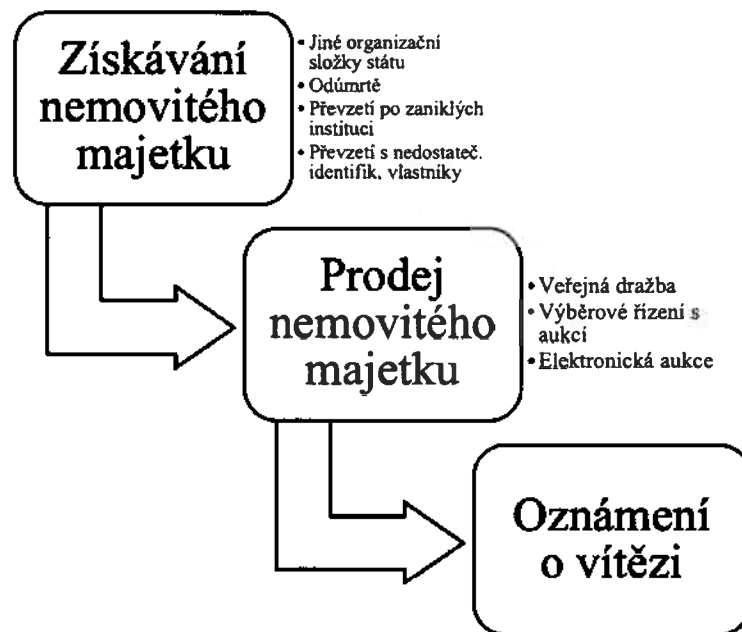 Získávání
nemovitého
majetku
• Jiné organizační
složky státu
• Odúmrtě
• Převzetí po zaniklých
instituci
• Převzetí s nedostateč.
identifik. vlastníky
Prodej
nemovitého
majetku
• Veřejná dražba
• Výběrové řízení s
aukcí
• Elektronická aukce
Oznámení
o vítězi